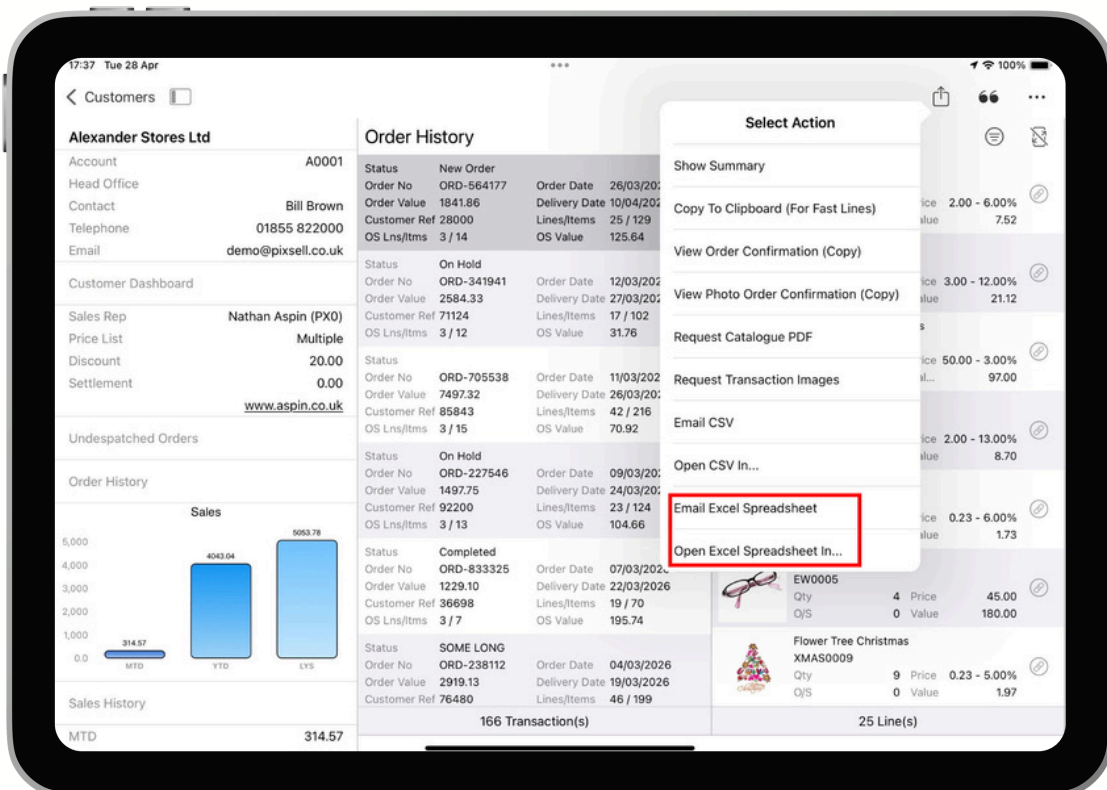 17:37 Tue 28 Apr
100%
Customers
Alexander Stores Ltd
Account A0001
Head Office
Contact Bill Brown
Telephone 01855 822000
Email demo@pixsell.co.uk
Customer Dashboard
Sales Rep Nathan Aspin (PX0)
Price List Multiple
Discount 20.00
Settlement 0.00
www.aspin.co.uk
Undespatched Orders
Order History
Sales
5,000
4,000
3,000
2,000
1,000
0.0
314.57
4043.04
5053.78
MTD YTD LYS
Sales History
MTD 314.57
Order History
Status New Order
Order No ORD-564177 Order Date 26/03/202
Order Value 1841.86 Delivery Date 10/04/202
Customer Ref 28000 Lines/Items 25 / 129
OS Lns/Itms 3 / 14 OS Value 125.64
Status On Hold
Order No ORD-341941 Order Date 12/03/202
Order Value 2584.33 Delivery Date 27/03/202
Customer Ref 71124 Lines/Items 17 / 102
OS Lns/Itms 3 / 12 OS Value 31.76
Status
Order No ORD-705538 Order Date 11/03/202
Order Value 7497.32 Delivery Date 26/03/202
Customer Ref 85843 Lines/Items 42 / 216
OS Lns/Itms 3 / 15 OS Value 70.92
Status On Hold
Order No ORD-227546 Order Date 09/03/202
Order Value 1497.75 Delivery Date 24/03/202
Customer Ref 92200 Lines/Items 23 / 124
OS Lns/Itms 3 / 13 OS Value 104.66
Status Completed
Order No ORD-833325 Order Date 07/03/202
Order Value 1229.10 Delivery Date 22/03/2026
Customer Ref 36698 Lines/Items 19 / 70
OS Lns/Itms 3 / 7 OS Value 195.74
Status SOME LONG
Order No ORD-238112 Order Date 04/03/2026
Order Value 2919.13 Delivery Date 19/03/2026
Customer Ref 76480 Lines/Items 46 / 199
166 Transaction(s)
Select Action
Show Summary
Copy To Clipboard (For Fast Lines)
View Order Confirmation (Copy)
View Photo Order Confirmation (Copy)
Request Catalogue PDF
Request Transaction Images
Email CSV
Open CSV In...
Email Excel Spreadsheet
Open Excel Spreadsheet In...
ice 2.00 - 6.00%
alue 7.52
ice 3.00 - 12.00%
alue 21.12
s
ice 50.00 - 3.00%
al... 97.00
ice 2.00 - 13.00%
alue 8.70
ice 0.23 - 6.00%
alue 1.73
EW0005
Qty 4 Price 45.00
O/S 0 Value 180.00
Flower Tree Christmas
XMAS0009
Qty 9 Price 0.23 - 5.00%
O/S 0 Value 1.97
25 Line(s)